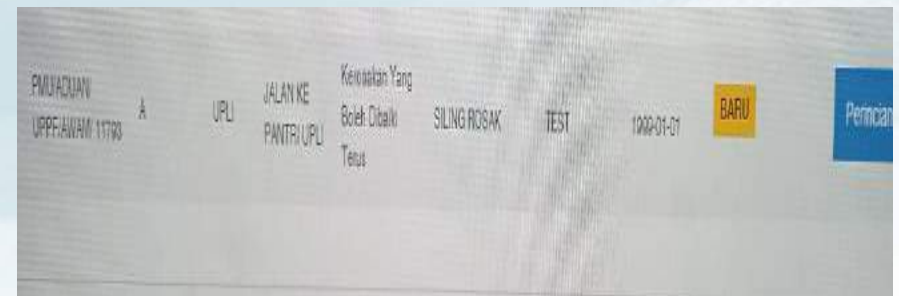 PMU/ADUAN/
UPPF/AWAM/ 11793
A
UPLI
JALAN KE
PANTRI UPLI
Kerosakan Yang
Boleh Dibaiki
Terus
SILING ROSAK
TEST
1999-01-01
BARU
Perincian